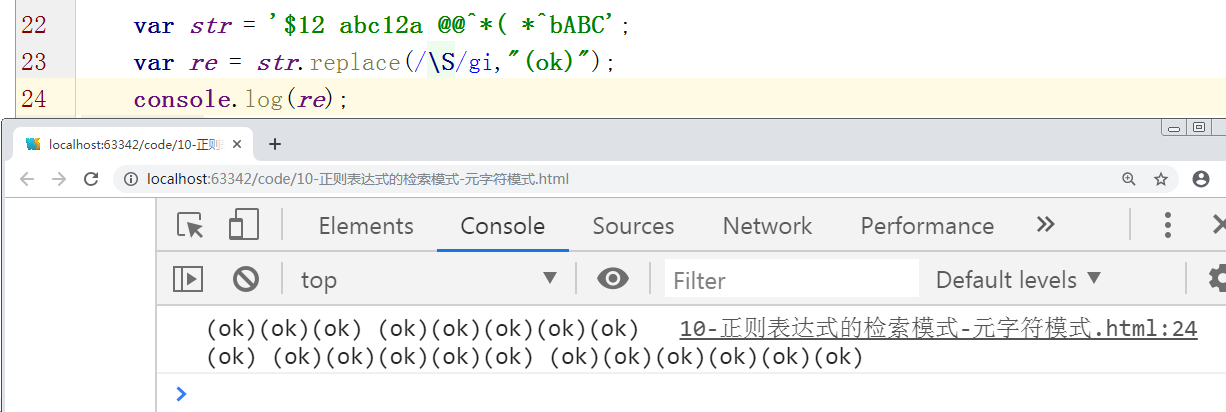 22 var str = '$12 abc12a @@^*( *^bABC';
23 var re = str.replace(/\S/gi,"(ok)");
24 console.log(re);
localhost:63342/code/10-正则
localhost:63342/code/10-正则表达式的检索模式-元字符模式.html
Elements Console Sources Network Performance
top Filter Default levels
(ok)(ok)(ok) (ok)(ok)(ok)(ok)(ok) 10-正则表达式的检索模式-元字符模式.html:24
(ok) (ok)(ok)(ok)(ok)(ok) (ok)(ok)(ok)(ok)(ok)(ok)